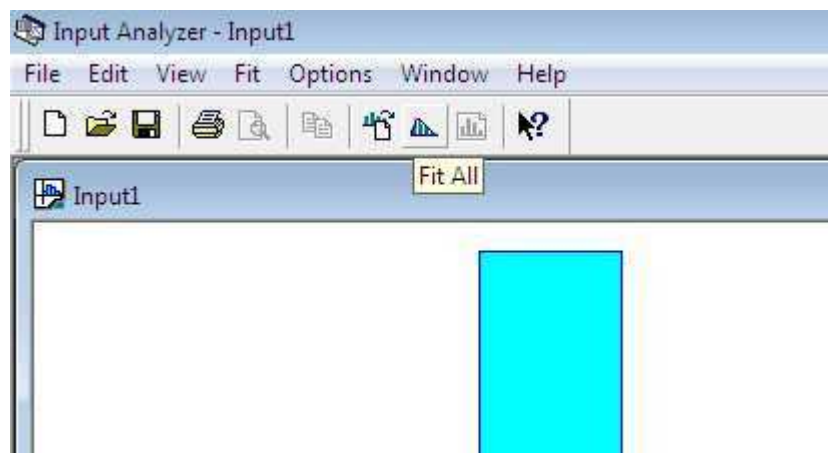 Input Analyzer - Input1
File Edit View Fit Options Window Help
Fit All
Input1